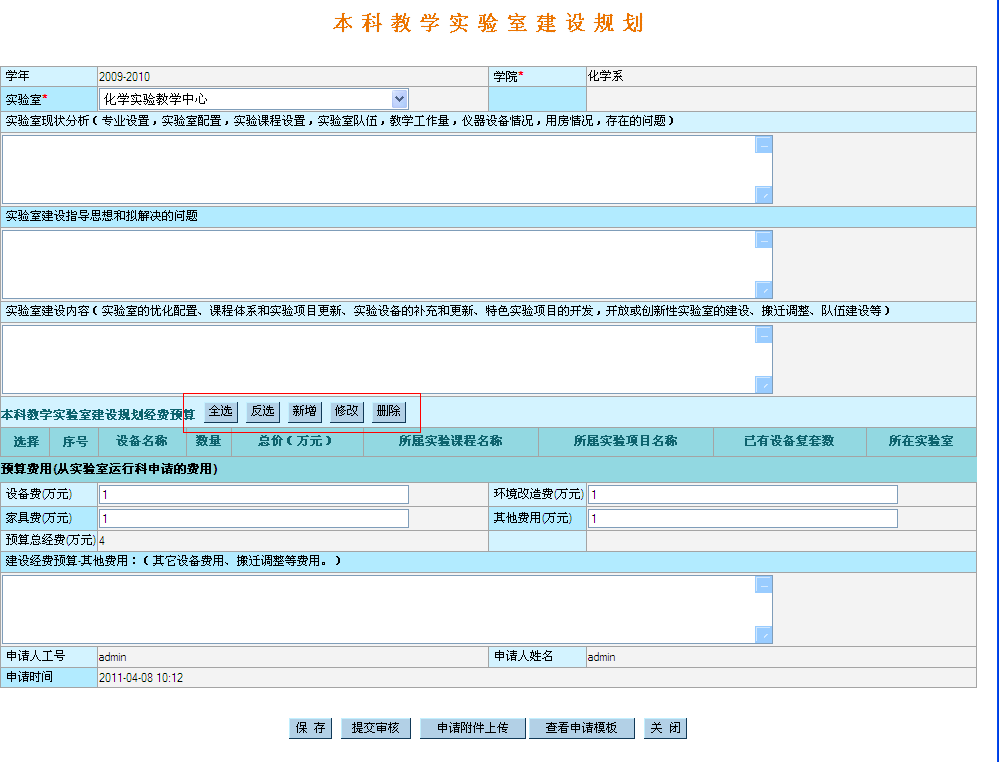 本科教学实验室建设规划
学年 2009-2010 学院* 化学系
实验室* 化学实验教学中心
实验室现状分析(专业设置,实验室配置,实验课程设置,实验室队伍,教学工作量,仪器设备情况,用房情况,存在的问题)
实验室建设指导思想和拟解决的问题
实验室建设内容(实验室的优化配置、课程体系和实验项目更新、实验设备的补充和更新、特色实验项目的开发,开放或创新性实验室的建设、搬迁调整、队伍建设等)
本科教学实验室建设规划经费预算 全选 反选 新增 修改 删除
选择 序号 设备名称 数量 总价(万元) 所属实验课程名称 所属实验项目名称 已有设备复套数 所在实验室
预算费用(从实验室运行科申请的费用)
设备费(万元) 1 环境改造费(万元) 1
家具费(万元) 1 其他费用(万元) 1
预算总经费(万元) 4
建设经费预算-其他费用:(其它设备费用、搬迁调整等费用。)
申请人工号 admin 申请人姓名 admin
申请时间 2011-04-08 10:12
保 存 提交审核 申请附件上传 查看申请模板 关 闭